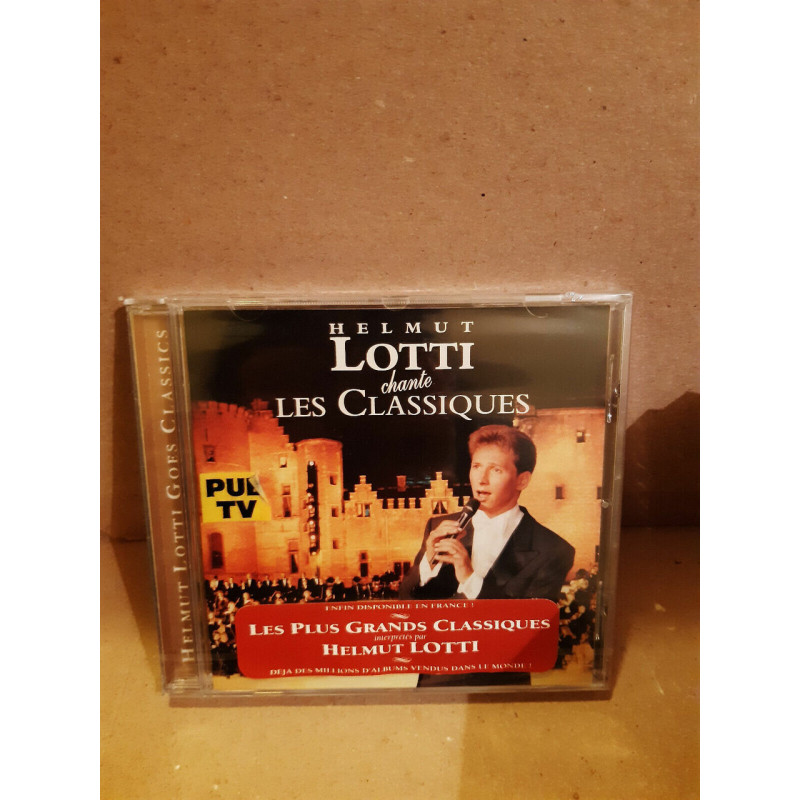 HELMUT
LOTTI
chante
LES CLASSIQUES
HELMUT LOTTI GOES CLASSICS
PUB
TV
ENFIN DISPONIBLE EN FRANCE !
LES PLUS GRANDS CLASSIQUES
interprétés par
HELMUT LOTTI
DÉJÀ DES MILLIONS D'ALBUMS VENDUS DANS LE MONDE !